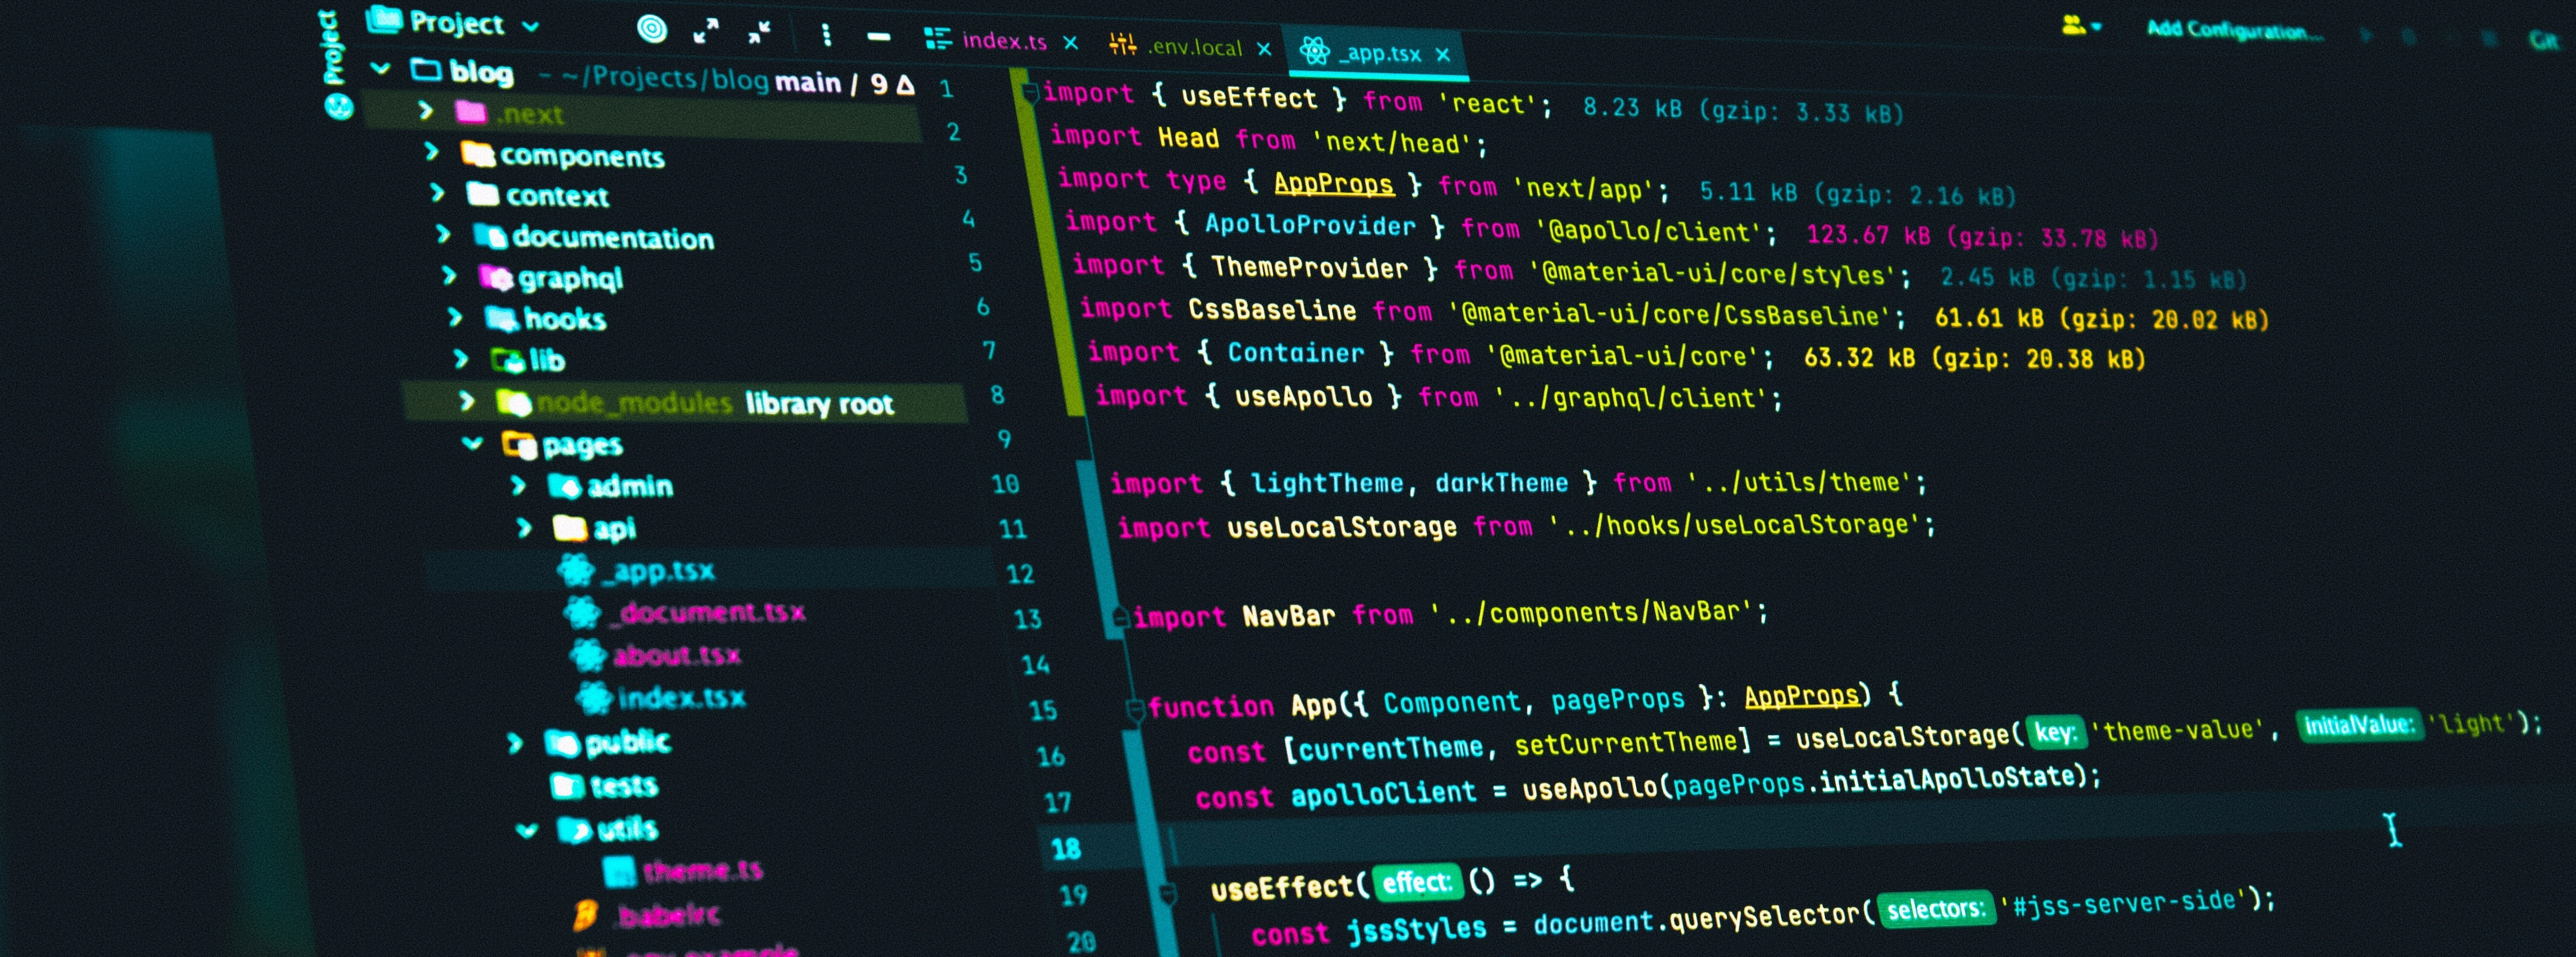 Project
Project
index.ts
.env.local
_app.tsx
Add Configuration...
Git
blog ~/Projects/blog main / 9 Δ
.next
components
context
documentation
graphql
hooks
lib
node_modules library root
pages
admin
api
_app.tsx
_document.tsx
about.tsx
index.tsx
public
tests
utils
theme.ts
.babelrc
1 import { useEffect } from 'react'; 8.23 kB (gzip: 3.33 kB)
2 import Head from 'next/head';
3 import type { AppProps } from 'next/app'; 5.11 kB (gzip: 2.16 kB)
4 import { ApolloProvider } from '@apollo/client'; 123.67 kB (gzip: 33.78 kB)
5 import { ThemeProvider } from '@material-ui/core/styles'; 2.45 kB (gzip: 1.15 kB)
6 import CssBaseline from '@material-ui/core/CssBaseline'; 61.61 kB (gzip: 20.02 kB)
7 import { Container } from '@material-ui/core'; 63.32 kB (gzip: 20.38 kB)
8 import { useApollo } from '../graphql/client';
9
10 import { lightTheme, darkTheme } from '../utils/theme';
11 import useLocalStorage from '../hooks/useLocalStorage';
12
13 import NavBar from '../components/NavBar';
14
15 function App({ Component, pageProps }: AppProps) {
16 const [currentTheme, setCurrentTheme] = useLocalStorage( key: 'theme-value', initialValue: 'light');
17 const apolloClient = useApollo(pageProps.initialApolloState);
18
19 useEffect( effect: () => {
20 const jssStyles = document.querySelector( selectors: '#jss-server-side');